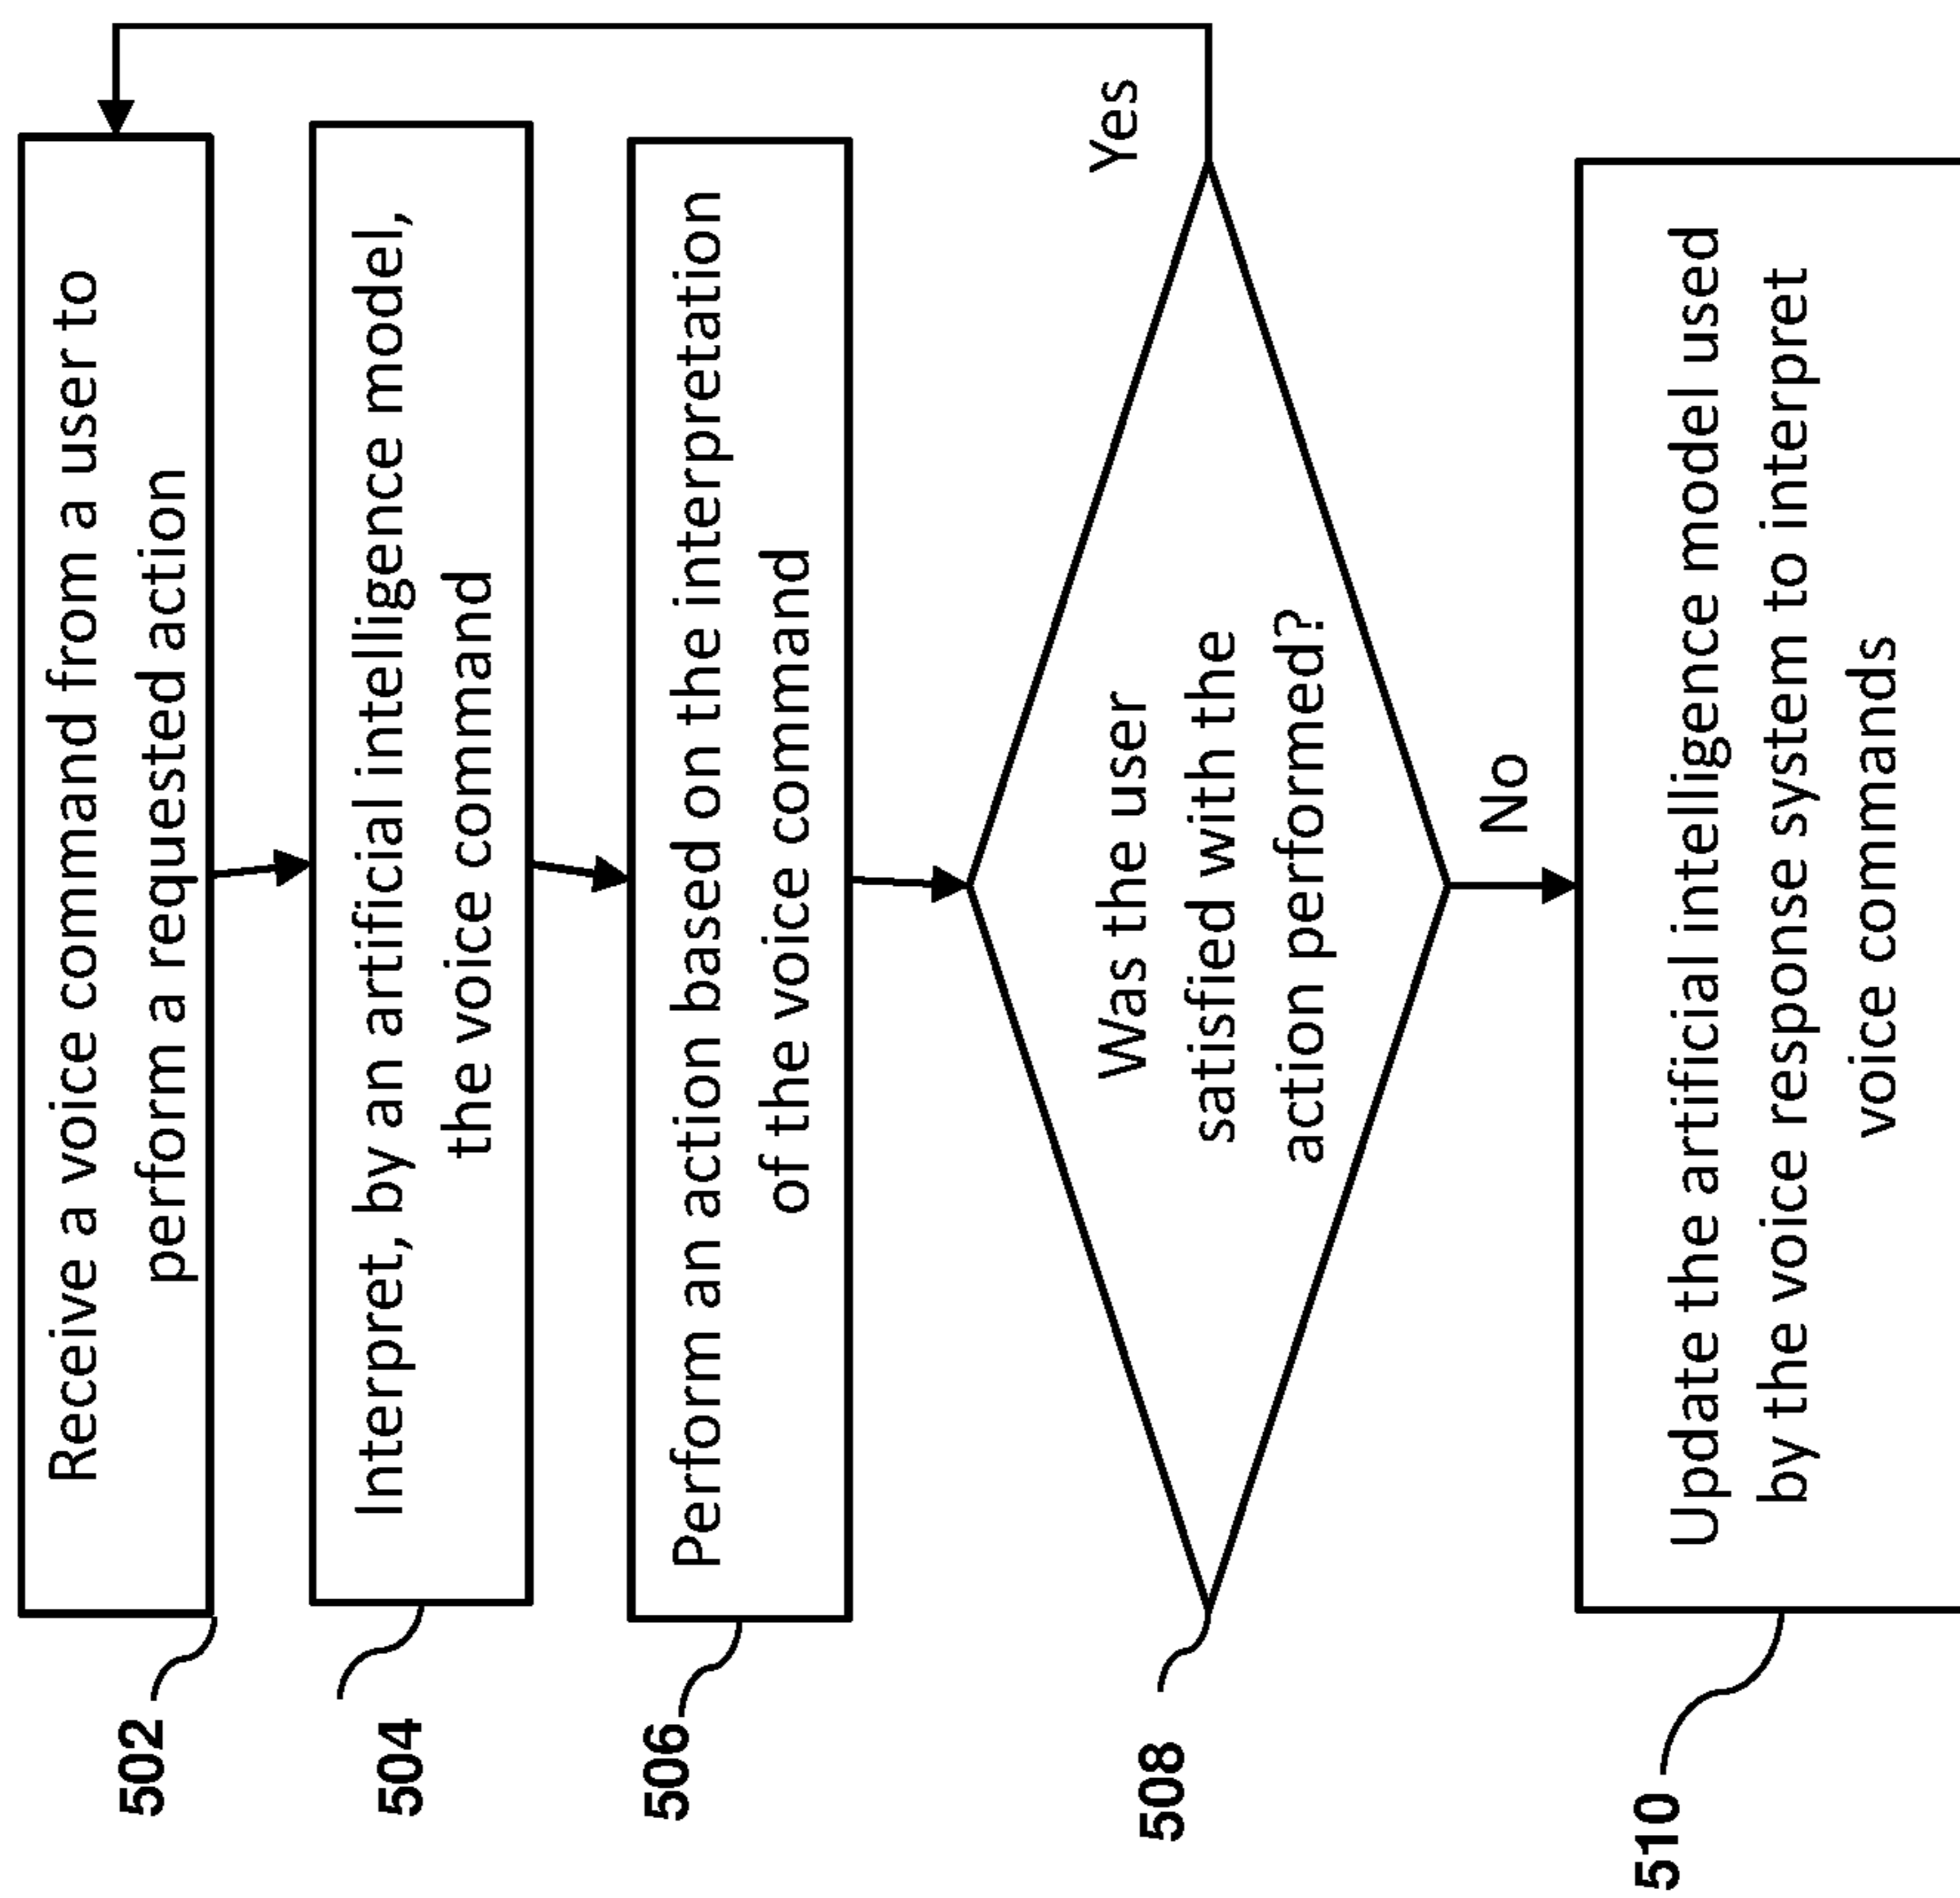 502
Receive a voice command from a user to
perform a requested action
504
Interpret, by an artificial intelligence model,
the voice command
506
Perform an action based on the interpretation
of the voice command
508
Was the user
satisfied with the
action performed?
Yes
No
510
Update the artificial intelligence model used
by the voice response system to interpret
voice commands